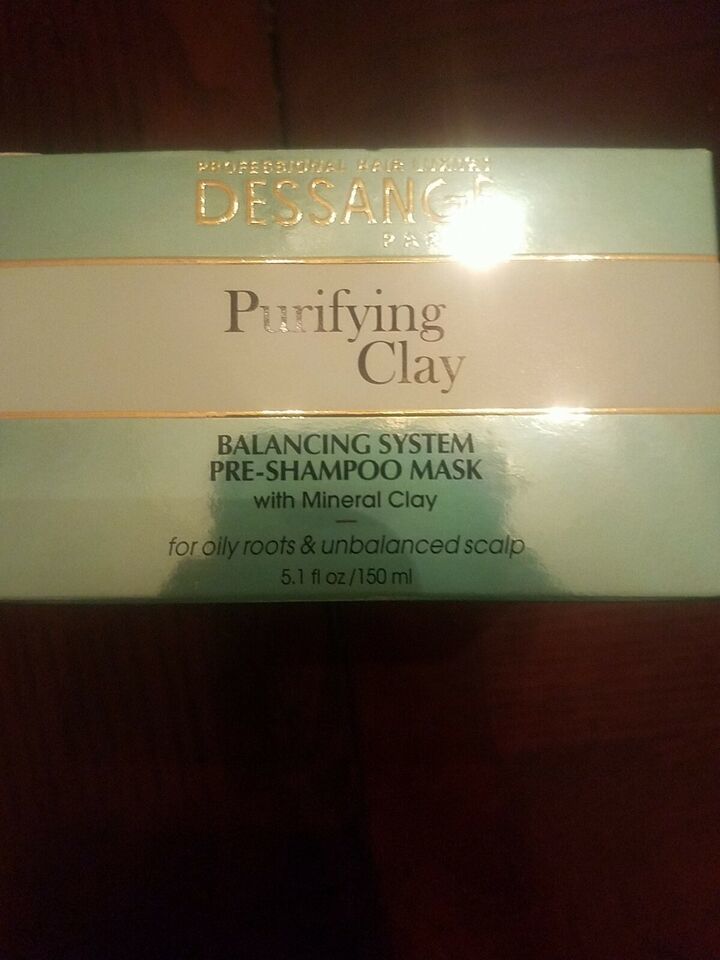 PROFESSIONAL HAIR LUXURY
DESSANGE
Purifying
Clay
BALANCING SYSTEM
PRE-SHAMPOO MASK
with Mineral Clay
for oily roots & unbalanced scalp
5.1 fl oz/150 ml